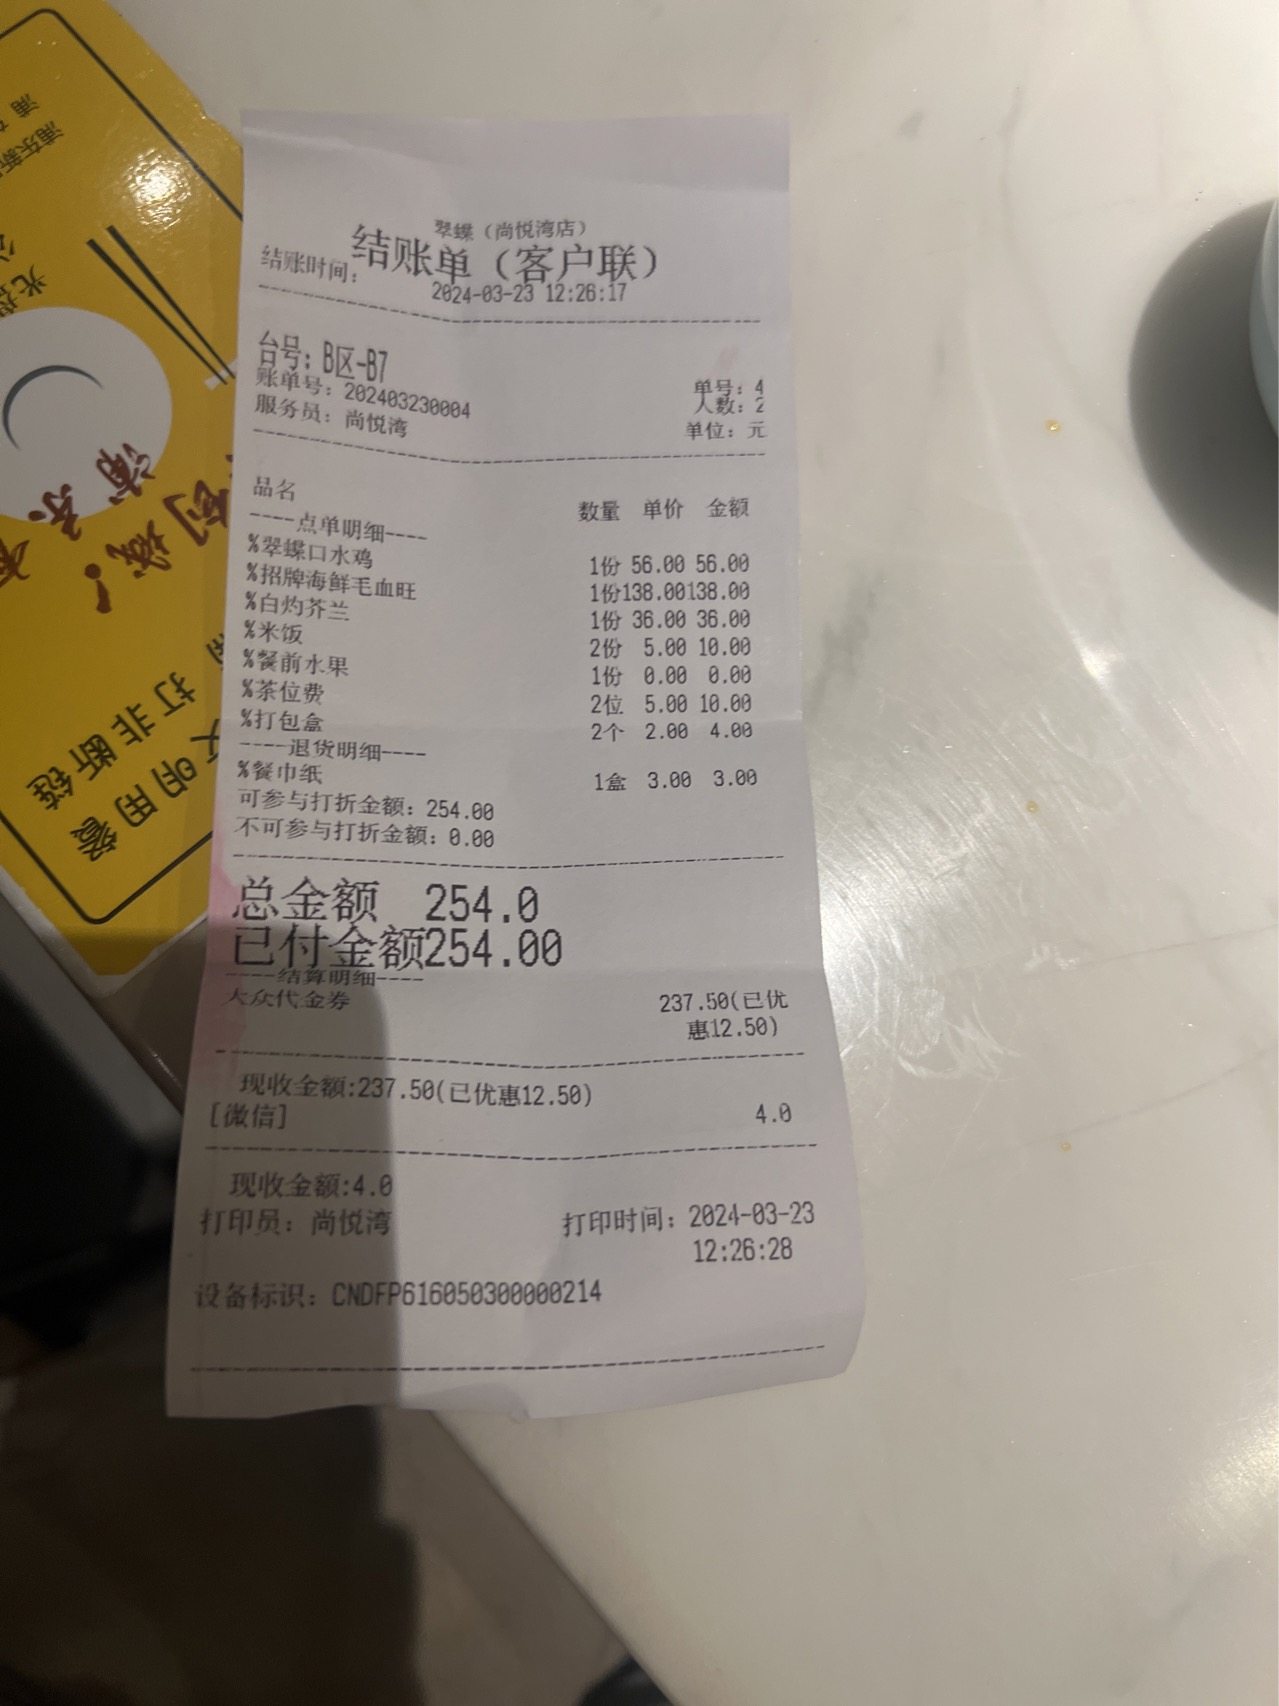 翠蝶（尚悦湾店）
结账单（客户联）
结账时间：
2024-03-23 12:26:17
台号：B区-B7
账单号：202403230004
单号：4
人数：2
服务员：尚悦湾
单位：元
品名 数量 单价 金额
----点单明细----
%翠蝶口水鸡 1份 56.00 56.00
%招牌海鲜毛血旺 1份138.00138.00
%白灼芥兰 1份 36.00 36.00
%米饭 2份 5.00 10.00
%餐前水果 1份 0.00 0.00
%茶位费 2位 5.00 10.00
%打包盒 2个 2.00 4.00
----退货明细----
%餐巾纸 1盒 3.00 3.00
可参与打折金额：254.00
不可参与打折金额：0.00
总金额 254.0
已付金额254.00
----结算明细----
大众代金券 237.50(已优
惠12.50)
现收金额:237.50(已优惠12.50)
[微信] 4.0
现收金额:4.0
打印员：尚悦湾 打印时间：2024-03-23
12:26:28
设备标识：CNDFP616050300000214
浦东新
打非断链
文明用餐